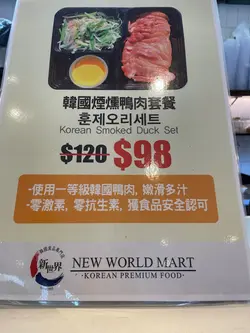 韓國煙燻鴨肉套餐
훈제오리세트
Korean Smoked Duck Set
$120 $98
-使用一等級韓國鴨肉, 嫩滑多汁
-零激素, 零抗生素, 獲食品安全認可
新世界
NEW WORLD MART
·KOREAN PREMIUM FOOD·